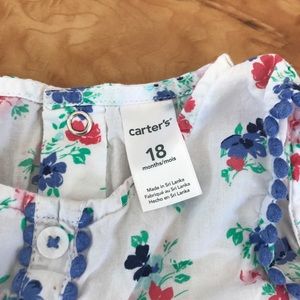 carter's
18
months/mois
Made in Sri Lanka
Fabriqué au Sri Lanka
Hecho en Sri Lanka